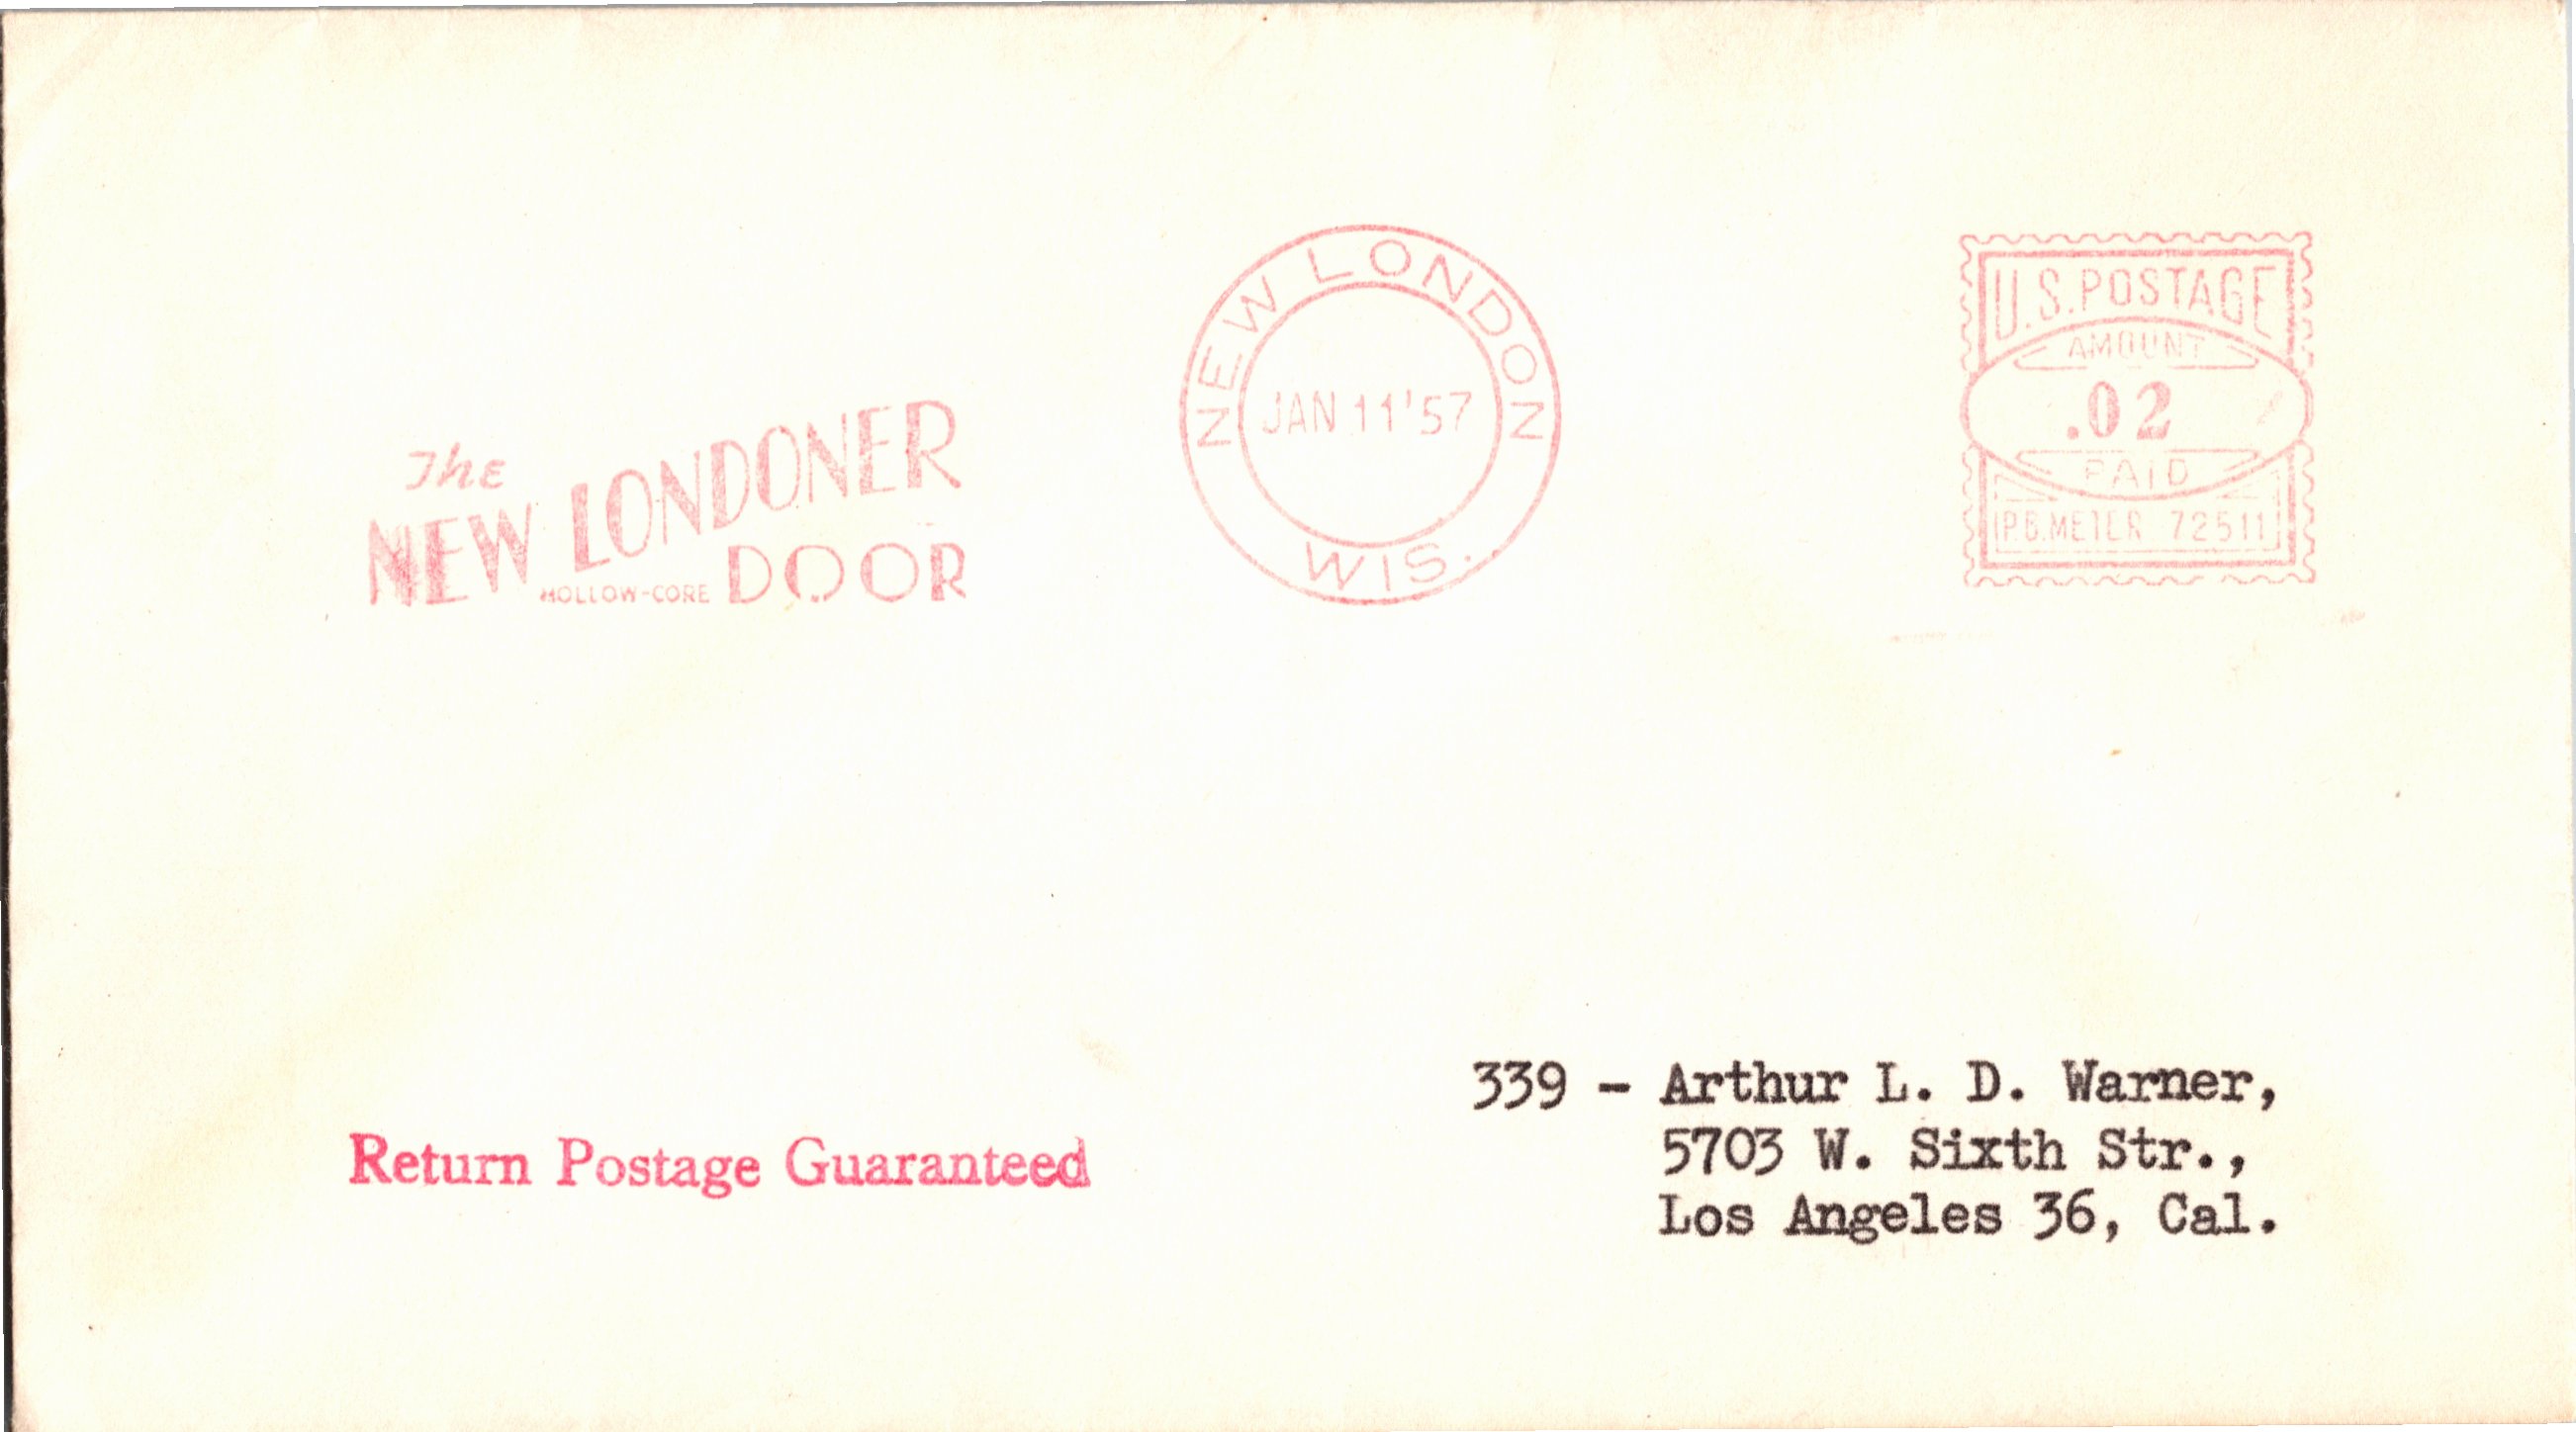 The
NEW LONDONER
HOLLOW-CORE DOOR
NEW LONDON
JAN 11'57
WIS.
U.S. POSTAGE
AMOUNT
.02
PAID
P.B. METER 72511
Return Postage Guaranteed
339 - Arthur L. D. Warner,
5703 W. Sixth Str.,
Los Angeles 36, Cal.